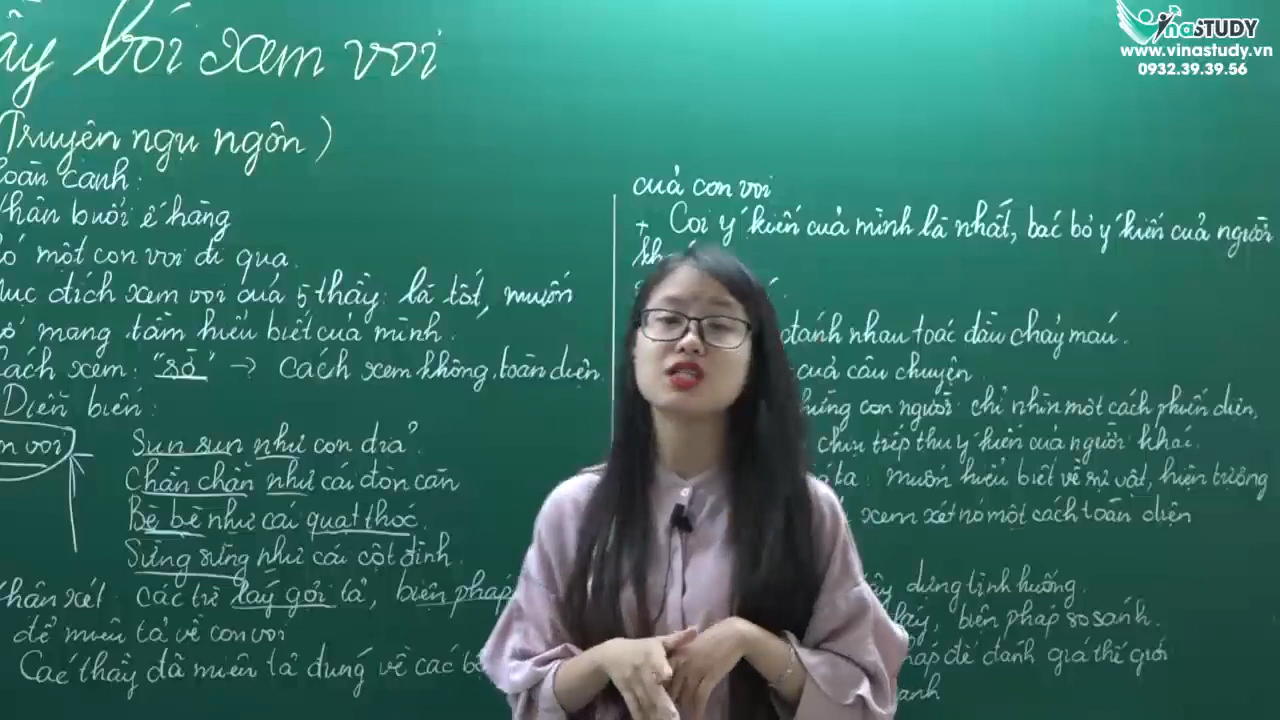 ầy bói xem voi
(Truyện ngụ ngôn)
oàn cảnh:
hân buổi ế hàng
ó một con voi đi qua.
ục đích xem voi của 5 thầy: là tốt, muốn
ố mang tầm hiểu biết của mình.
ách xem: "sờ" → cách xem không toàn diện.
Diễn biến:
n voi
Sun sun như con đỉa.
Chần chẫn như cái đòn càn
Bè bè như cái quạt thóc.
Sừng sững như cái cột đình.
hận xét: các từ láy gợi tả, biện pháp
để miêu tả về con voi
Các thầy đã miêu tả đúng về các b
của con voi
+ Coi ý kiến của mình là nhất, bác bỏ ý kiến của người
kh
đánh nhau toác đầu chảy máu.
của câu chuyện
hững con người chỉ nhìn một cách phiến diện,
chịu tiếp thu ý kiến của người khác.
ta: muốn hiểu biết về sự vật, hiện tượng
xem xét nó một cách toàn diện
y dựng tình huống.
láy, biện pháp so sánh.
háp để đánh giá thế giới
anh
VinaSTUDY
www.vinastudy.vn
0932.39.39.56